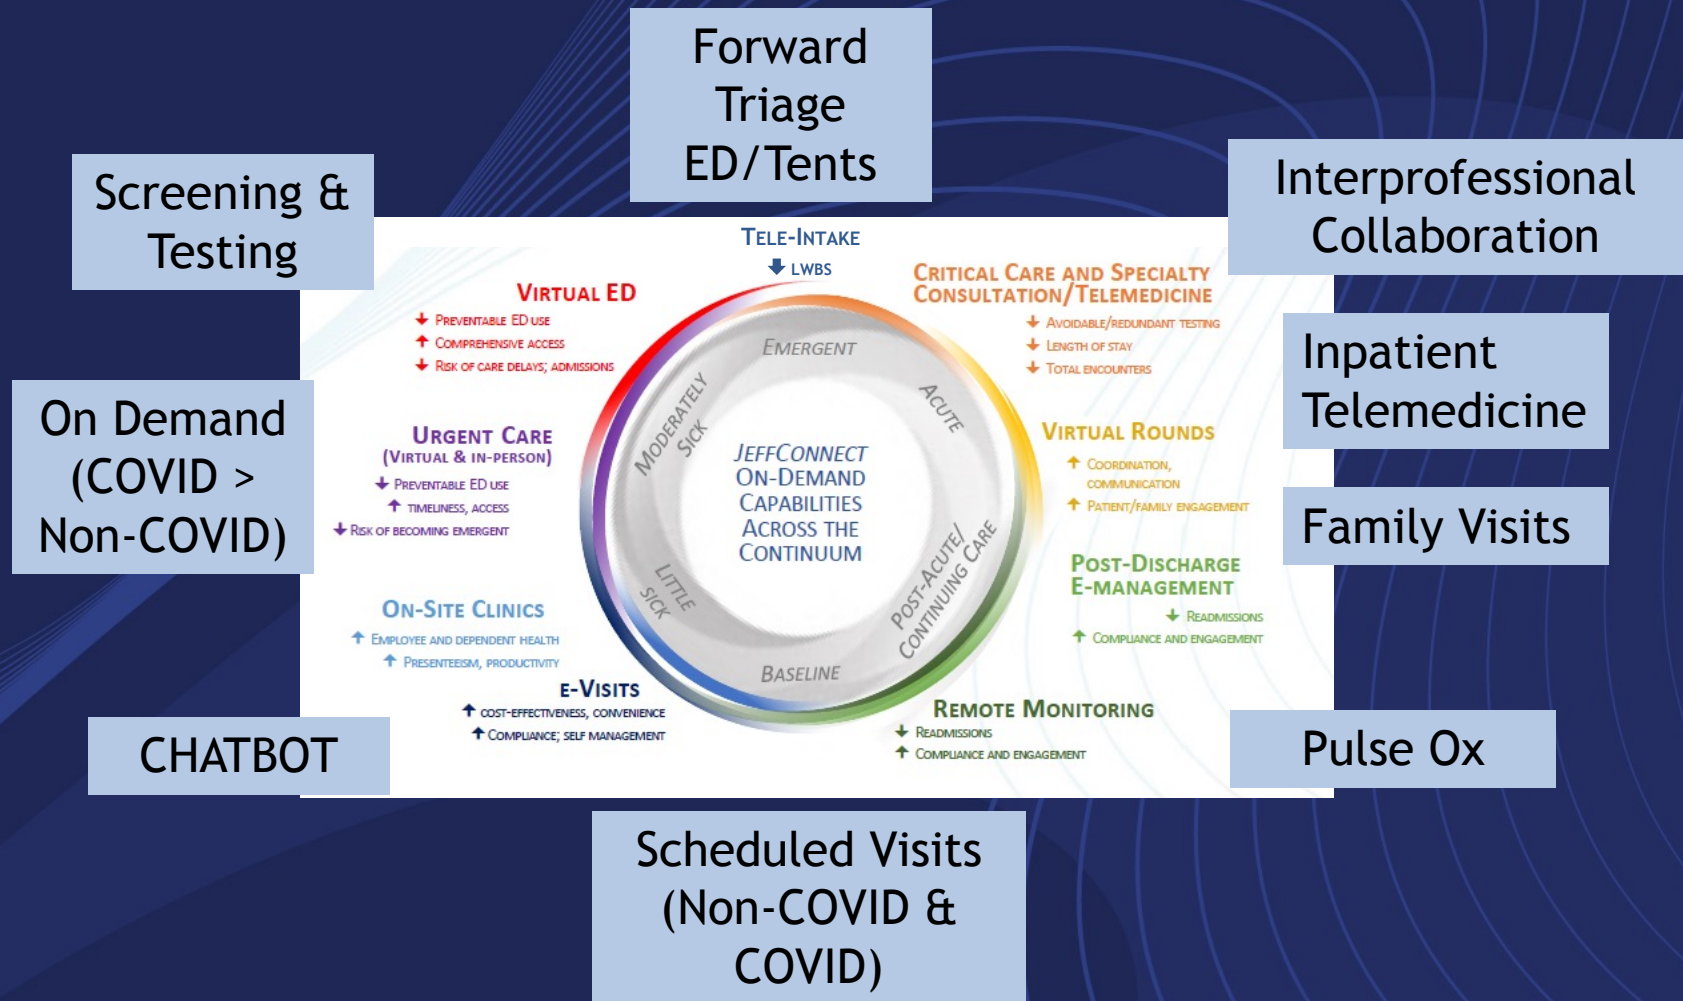 Forward
Triage
ED/Tents
Screening &
Testing
Interprofessional
Collaboration
On Demand
(COVID >
Non-COVID)
Inpatient
Telemedicine
Family Visits
CHATBOT
Pulse Ox
Scheduled Visits
(Non-COVID &
COVID)
TELE-INTAKE
↓ LWBS
VIRTUAL ED
↓ PREVENTABLE ED USE
↑ COMPREHENSIVE ACCESS
↓ RISK OF CARE DELAYS; ADMISSIONS
CRITICAL CARE AND SPECIALTY
CONSULTATION/TELEMEDICINE
↓ AVOIDABLE/REDUNDANT TESTING
↓ LENGTH OF STAY
↓ TOTAL ENCOUNTERS
URGENT CARE
(VIRTUAL & IN-PERSON)
↓ PREVENTABLE ED USE
↑ TIMELINESS, ACCESS
↓ RISK OF BECOMING EMERGENT
VIRTUAL ROUNDS
↑ COORDINATION,
COMMUNICATION
↑ PATIENT/FAMILY ENGAGEMENT
ON-SITE CLINICS
↑ EMPLOYEE AND DEPENDENT HEALTH
↑ PRESENTEEISM, PRODUCTIVITY
POST-DISCHARGE
E-MANAGEMENT
↓ READMISSIONS
↑ COMPLIANCE AND ENGAGEMENT
E-VISITS
↑ COST-EFFECTIVENESS, CONVENIENCE
↑ COMPLIANCE; SELF MANAGEMENT
REMOTE MONITORING
↓ READMISSIONS
↑ COMPLIANCE AND ENGAGEMENT
EMERGENT
ACUTE
POST-ACUTE/
CONTINUING CARE
BASELINE
LITTLE
SICK
MODERATELY
SICK
JEFFCONNECT
ON-DEMAND
CAPABILITIES
ACROSS THE
CONTINUUM